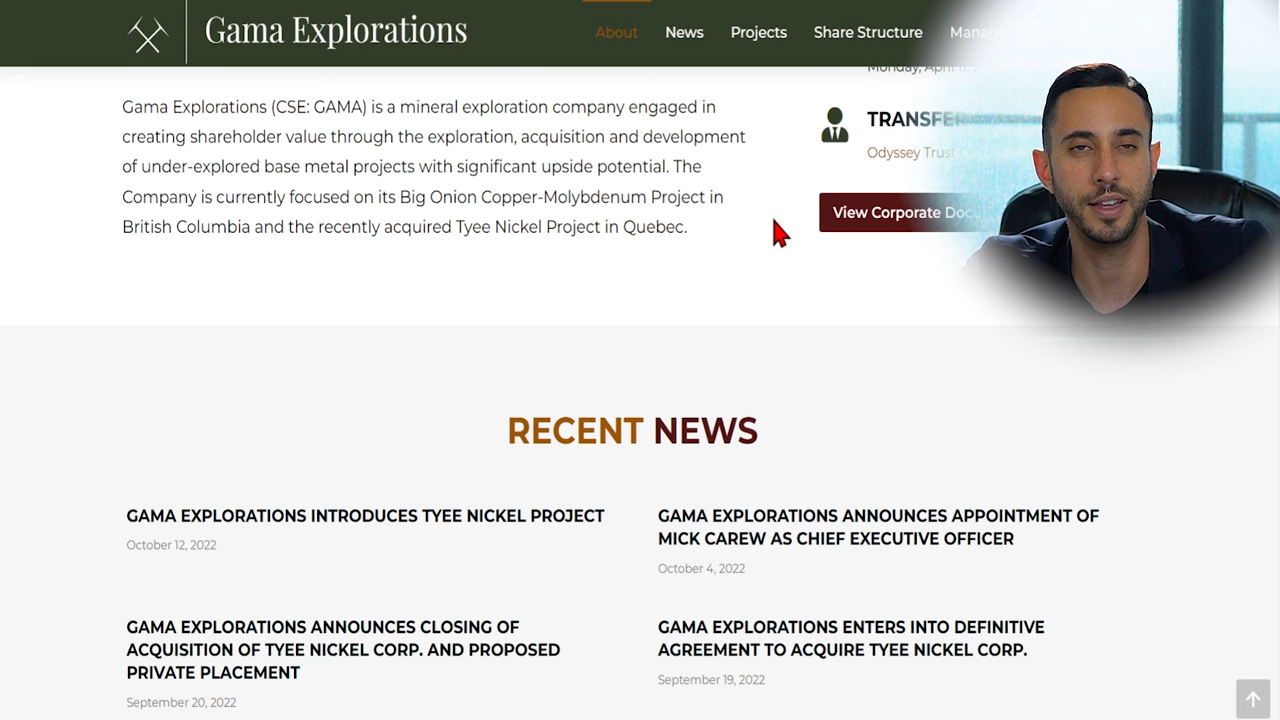 Gama Explorations
About
News
Projects
Share Structure
Monday, April
Gama Explorations (CSE: GAMA) is a mineral exploration company engaged in
creating shareholder value through the exploration, acquisition and development
of under-explored base metal projects with significant upside potential. The
Company is currently focused on its Big Onion Copper-Molybdenum Project in
British Columbia and the recently acquired Tyee Nickel Project in Quebec.
Odyssey Trust
View Corporate
RECENT NEWS
GAMA EXPLORATIONS INTRODUCES TYEE NICKEL PROJECT
October 12, 2022
GAMA EXPLORATIONS ANNOUNCES APPOINTMENT OF
MICK CAREW AS CHIEF EXECUTIVE OFFICER
October 4, 2022
GAMA EXPLORATIONS ANNOUNCES CLOSING OF
ACQUISITION OF TYEE NICKEL CORP. AND PROPOSED
PRIVATE PLACEMENT
September 20, 2022
GAMA EXPLORATIONS ENTERS INTO DEFINITIVE
AGREEMENT TO ACQUIRE TYEE NICKEL CORP.
September 19, 2022